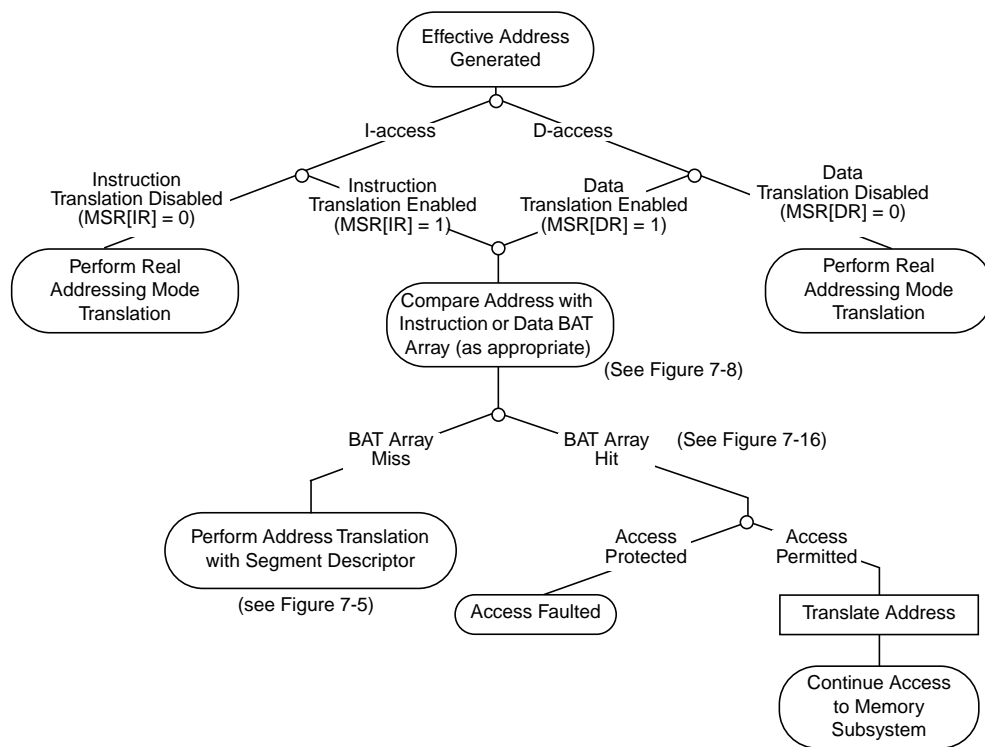 Effective Address
Generated
I-access
D-access
Instruction
Translation Disabled
(MSR[IR] = 0)
Instruction
Translation Enabled
(MSR[IR] = 1)
Data
Translation Enabled
(MSR[DR] = 1)
Data
Translation Disabled
(MSR[DR] = 0)
Perform Real
Addressing Mode
Translation
Compare Address with
Instruction or Data BAT
Array (as appropriate)
Perform Real
Addressing Mode
Translation
(See Figure 7-8)
BAT Array
Miss
BAT Array
Hit
(See Figure 7-16)
Perform Address Translation
with Segment Descriptor
(see Figure 7-5)
Access
Protected
Access
Permitted
Access Faulted
Translate Address
Continue Access
to Memory
Subsystem